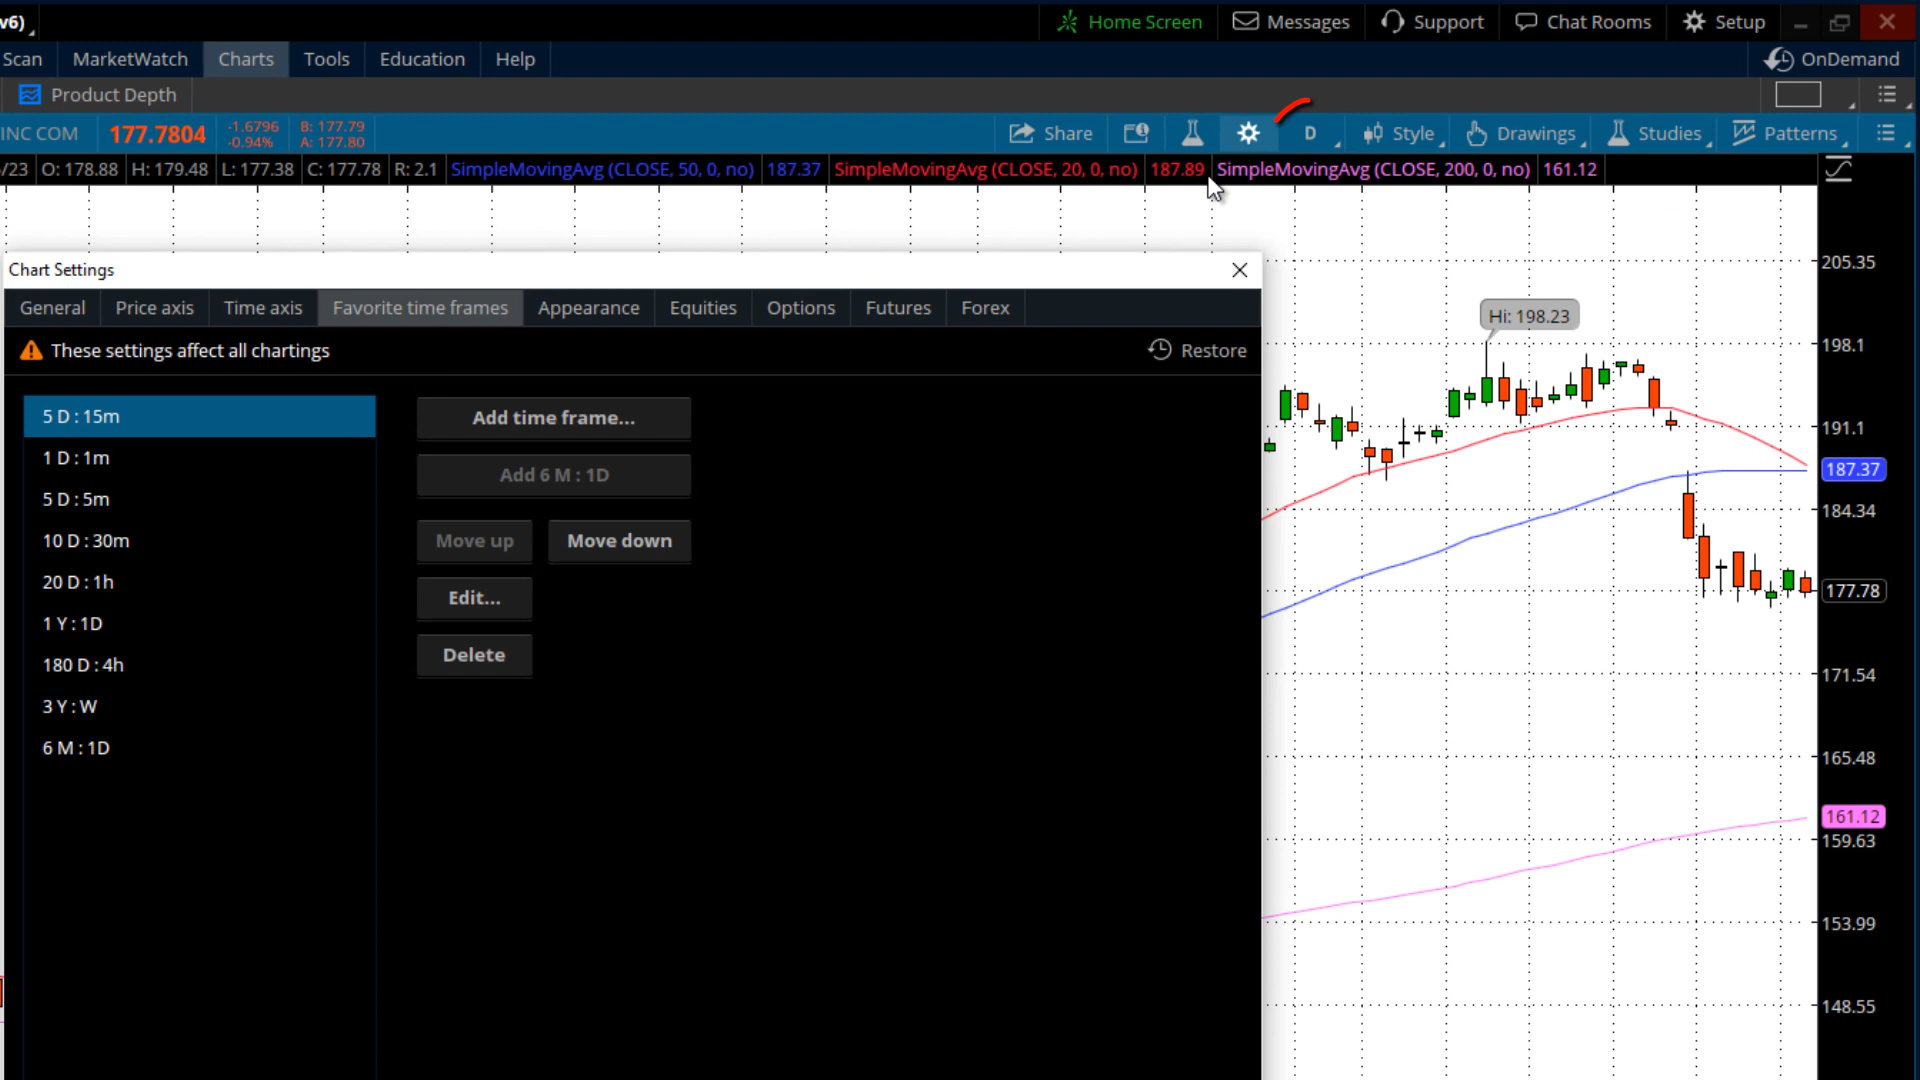 v6)
Home Screen Messages Support Chat Rooms Setup
Scan MarketWatch Charts Tools Education Help OnDemand
Product Depth
INC COM 177.7804 -1.6796 B: 177.79
-0.94% A: 177.80
Share D Style Drawings Studies Patterns
/23 O: 178.88 H: 179.48 L: 177.38 C: 177.78 R: 2.1 SimpleMovingAvg (CLOSE, 50, 0, no) 187.37 SimpleMovingAvg (CLOSE, 20, 0, no) 187.89 SimpleMovingAvg (CLOSE, 200, 0, no) 161.12
Chart Settings
General Price axis Time axis Favorite time frames Appearance Equities Options Futures Forex
These settings affect all chartings Restore
5 D : 15m
1 D : 1m
5 D : 5m
10 D : 30m
20 D : 1h
1 Y : 1D
180 D : 4h
3 Y : W
6 M : 1D
Add time frame...
Add 6 M : 1D
Move up Move down
Edit...
Delete
Hi: 198.23
205.35
198.1
191.1
187.37
184.34
177.78
171.54
165.48
161.12
159.63
153.99
148.55